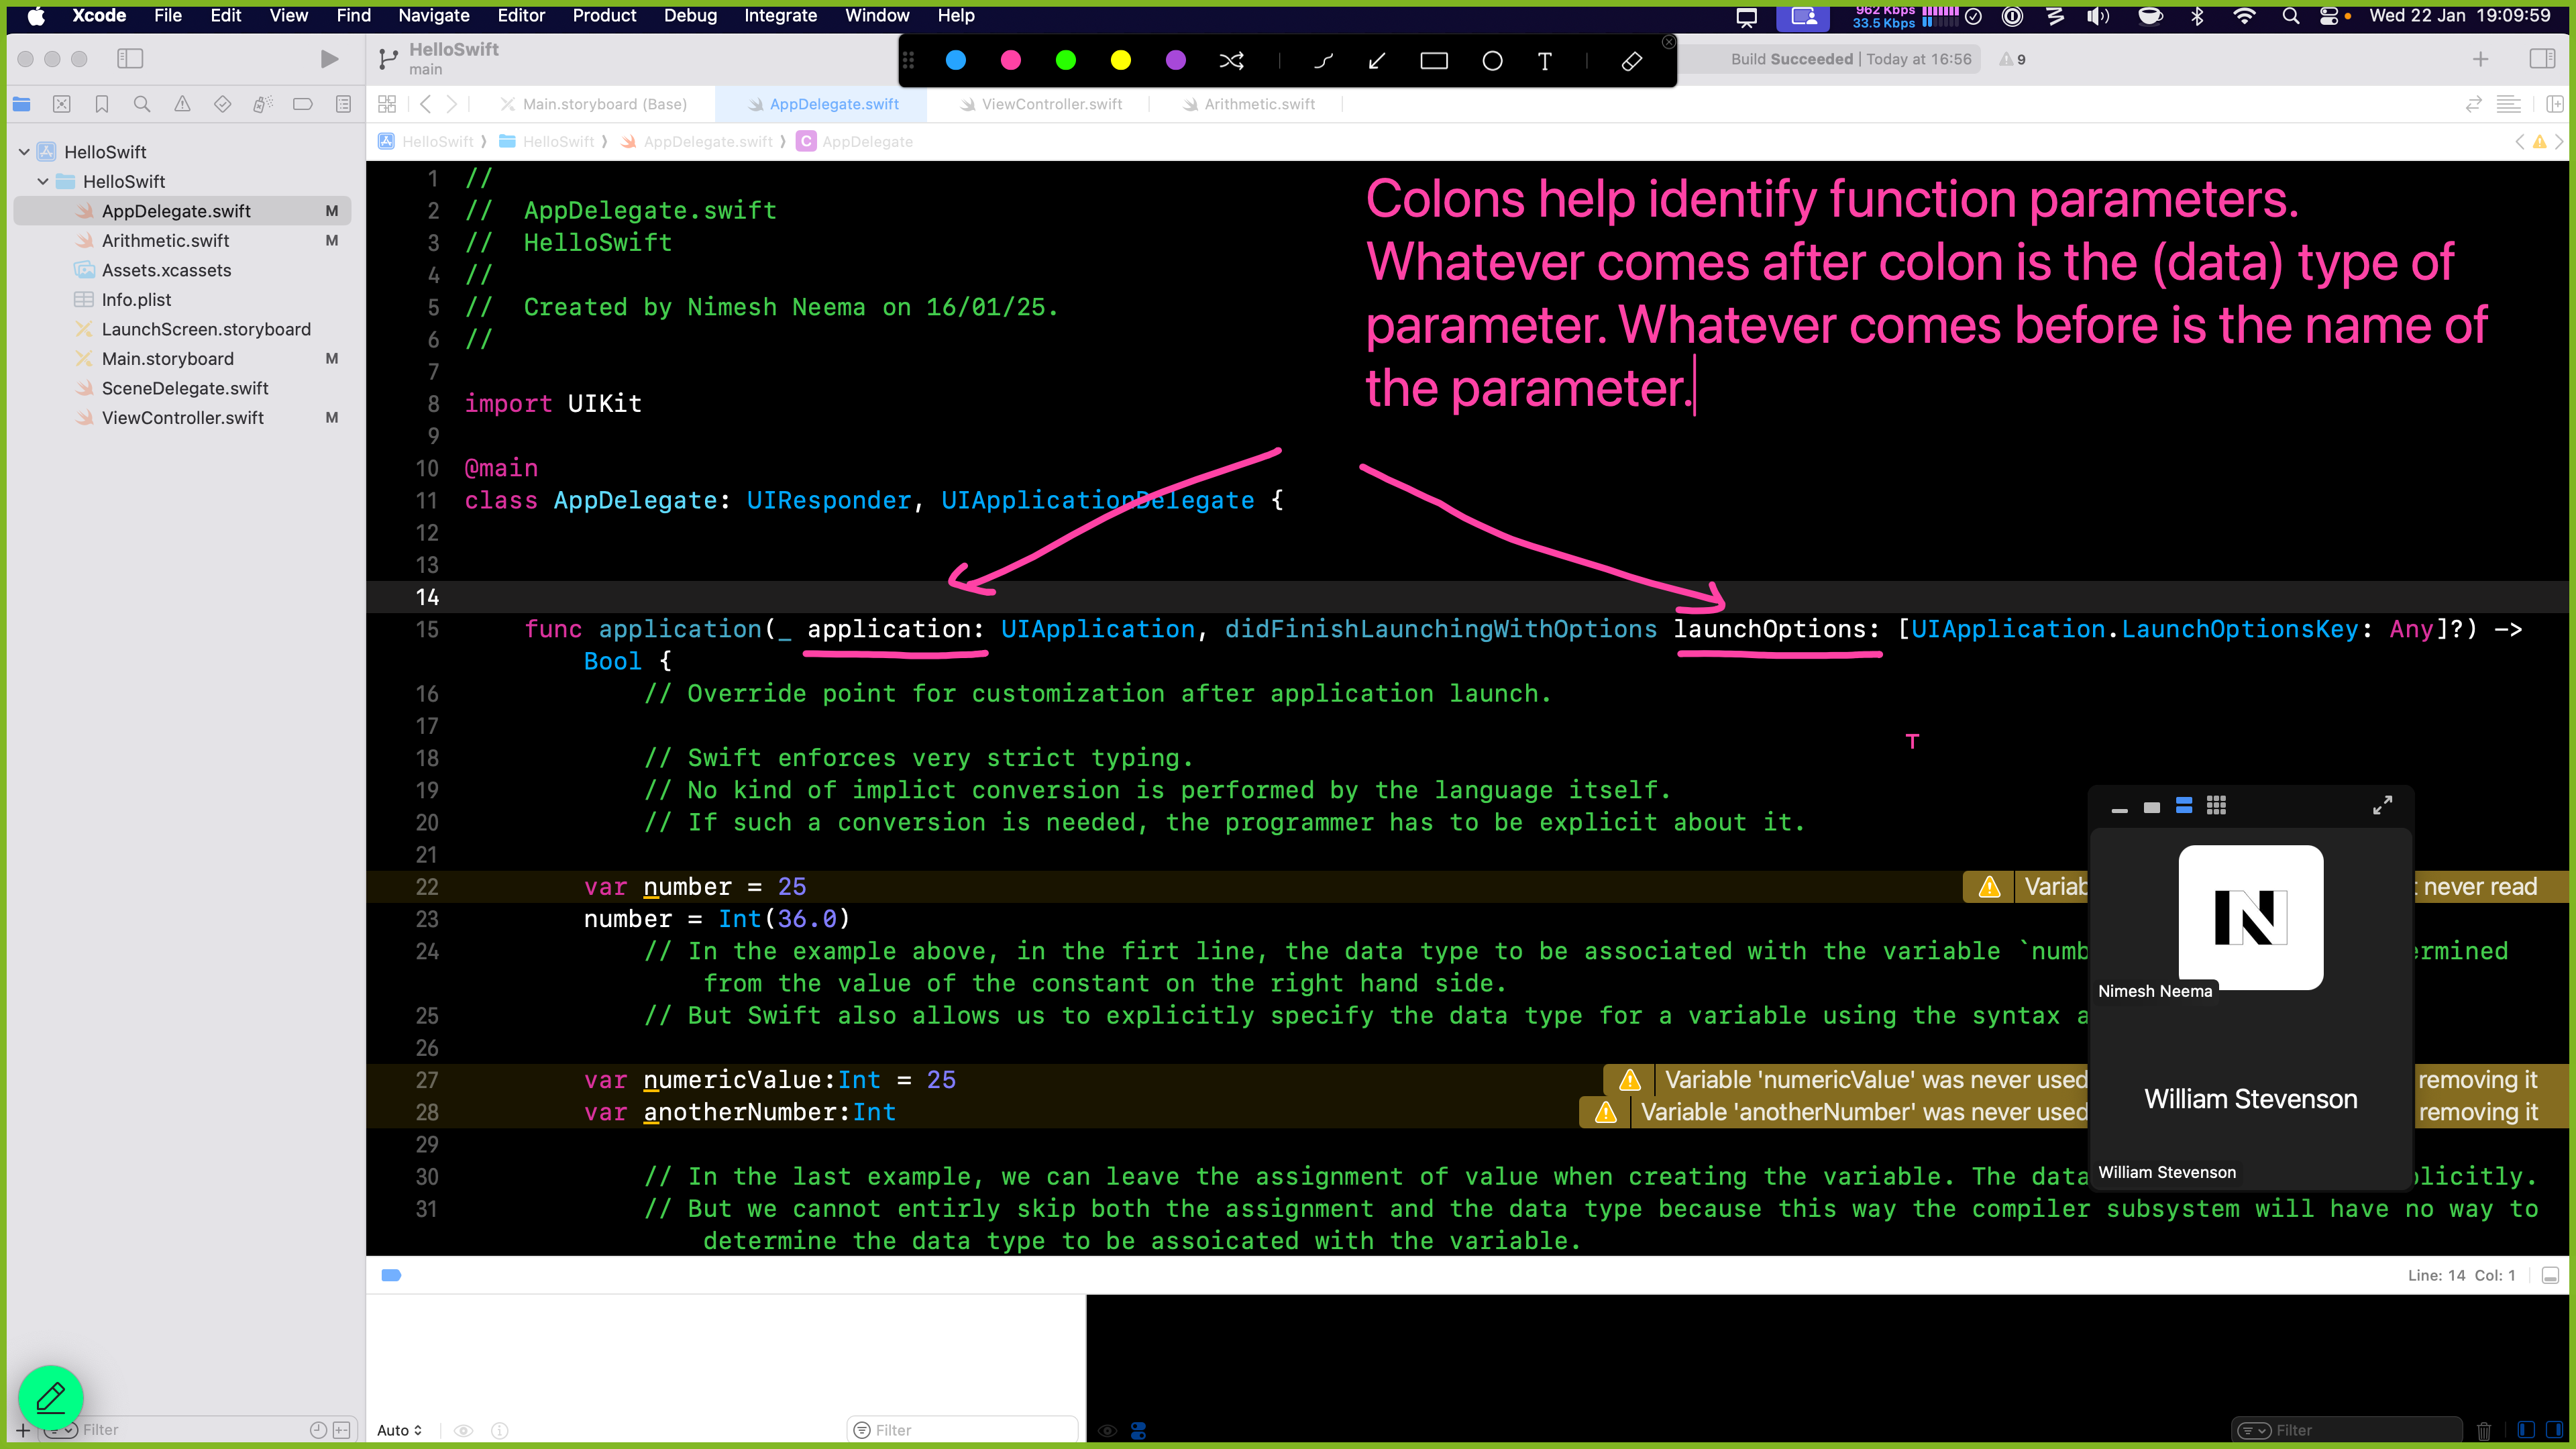 Xcode File Edit View Find Navigate Editor Product Debug Integrate Window Help
962 Kbps
33.5 Kbps
Wed 22 Jan 19:09:59
HelloSwift
main
T
Build Succeeded | Today at 16:56
9
Main.storyboard (Base)
AppDelegate.swift
ViewController.swift
Arithmetic.swift
HelloSwift
HelloSwift
AppDelegate.swift
C AppDelegate
HelloSwift
HelloSwift
AppDelegate.swift M
Arithmetic.swift M
Assets.xcassets
Info.plist
LaunchScreen.storyboard
Main.storyboard M
SceneDelegate.swift
ViewController.swift M
Colons help identify function parameters.
Whatever comes after colon is the (data) type of
parameter. Whatever comes before is the name of
the parameter.
1 //
2 // AppDelegate.swift
3 // HelloSwift
4 //
5 // Created by Nimesh Neema on 16/01/25.
6 //
7
8 import UIKit
9
10 @main
11 class AppDelegate: UIResponder, UIApplicationDelegate {
12
13
14
15 func application(_ application: UIApplication, didFinishLaunchingWithOptions launchOptions: [UIApplication.LaunchOptionsKey: Any]?) ->
Bool {
16 // Override point for customization after application launch.
17
T
18 // Swift enforces very strict typing.
19 // No kind of implict conversion is performed by the language itself.
20 // If such a conversion is needed, the programmer has to be explicit about it.
21
22 var number = 25
never read
23 number = Int(36.0)
24 // In the example above, in the firt line, the data type to be associated with the variable `numb
from the value of the constant on the right hand side.
25 // But Swift also allows us to explicitly specify the data type for a variable using the syntax a
26
27 var numericValue:Int = 25
Variable 'numericValue' was never used removing it
28 var anotherNumber:Int
Variable 'anotherNumber' was never used removing it
29
30 // In the last example, we can leave the assignment of value when creating the variable. The data
31 // But we cannot entirly skip both the assignment and the data type because this way the compiler subsystem will have no way to
determine the data type to be assoicated with the variable.
N
Nimesh Neema
William Stevenson
William Stevenson
Line: 14 Col: 1
Filter
Auto
Filter
Filter